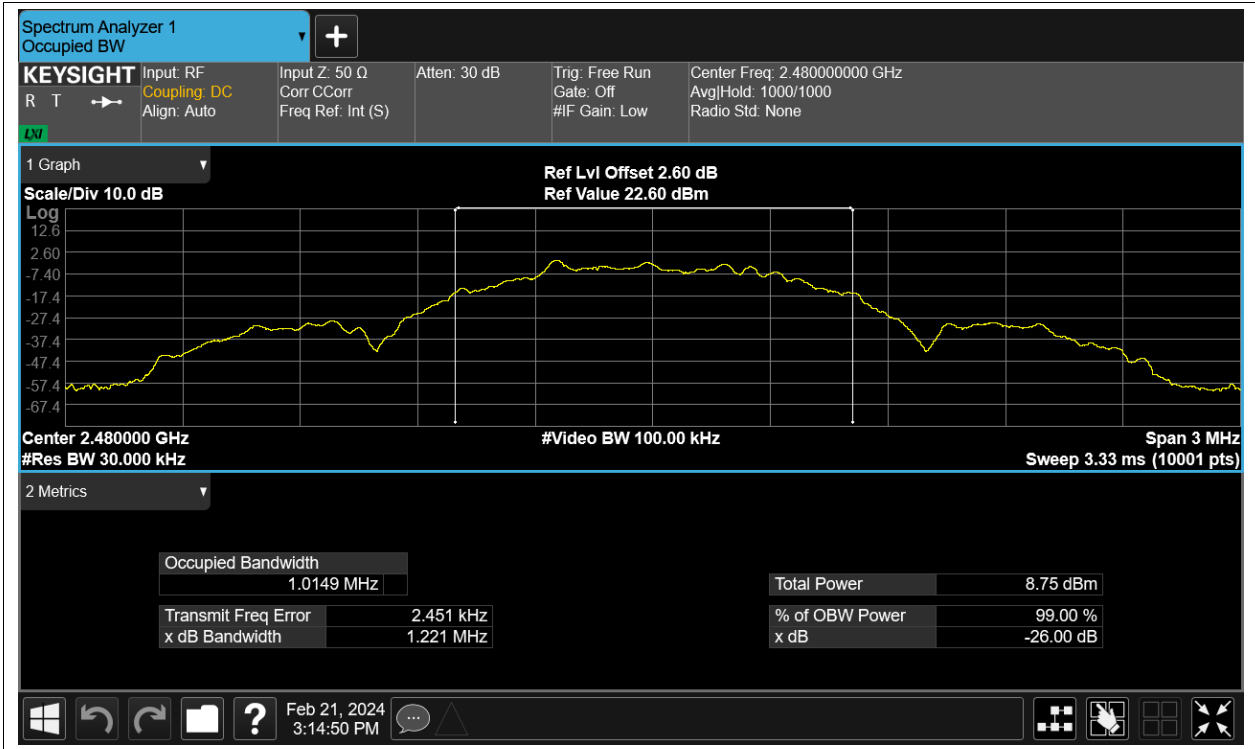 Spectrum Analyzer 1
Occupied BW
KEYSIGHT
R T
LXI
Input: RF
Coupling: DC
Align: Auto
Input Z: 50 Ω
Corr CCorr
Freq Ref: Int (S)
Atten: 30 dB
Trig: Free Run
Gate: Off
#IF Gain: Low
Center Freq: 2.480000000 GHz
Avg|Hold: 1000/1000
Radio Std: None
1 Graph
Scale/Div 10.0 dB
Ref Lvl Offset 2.60 dB
Ref Value 22.60 dBm
Log
12.6
2.60
-7.40
-17.4
-27.4
-37.4
-47.4
-57.4
-67.4
Center 2.480000 GHz
#Res BW 30.000 kHz
#Video BW 100.00 kHz
Span 3 MHz
Sweep 3.33 ms (10001 pts)
2 Metrics
Occupied Bandwidth
1.0149 MHz
Transmit Freq Error 2.451 kHz
x dB Bandwidth 1.221 MHz
Total Power 8.75 dBm
% of OBW Power 99.00 %
x dB -26.00 dB
Feb 21, 2024
3:14:50 PM